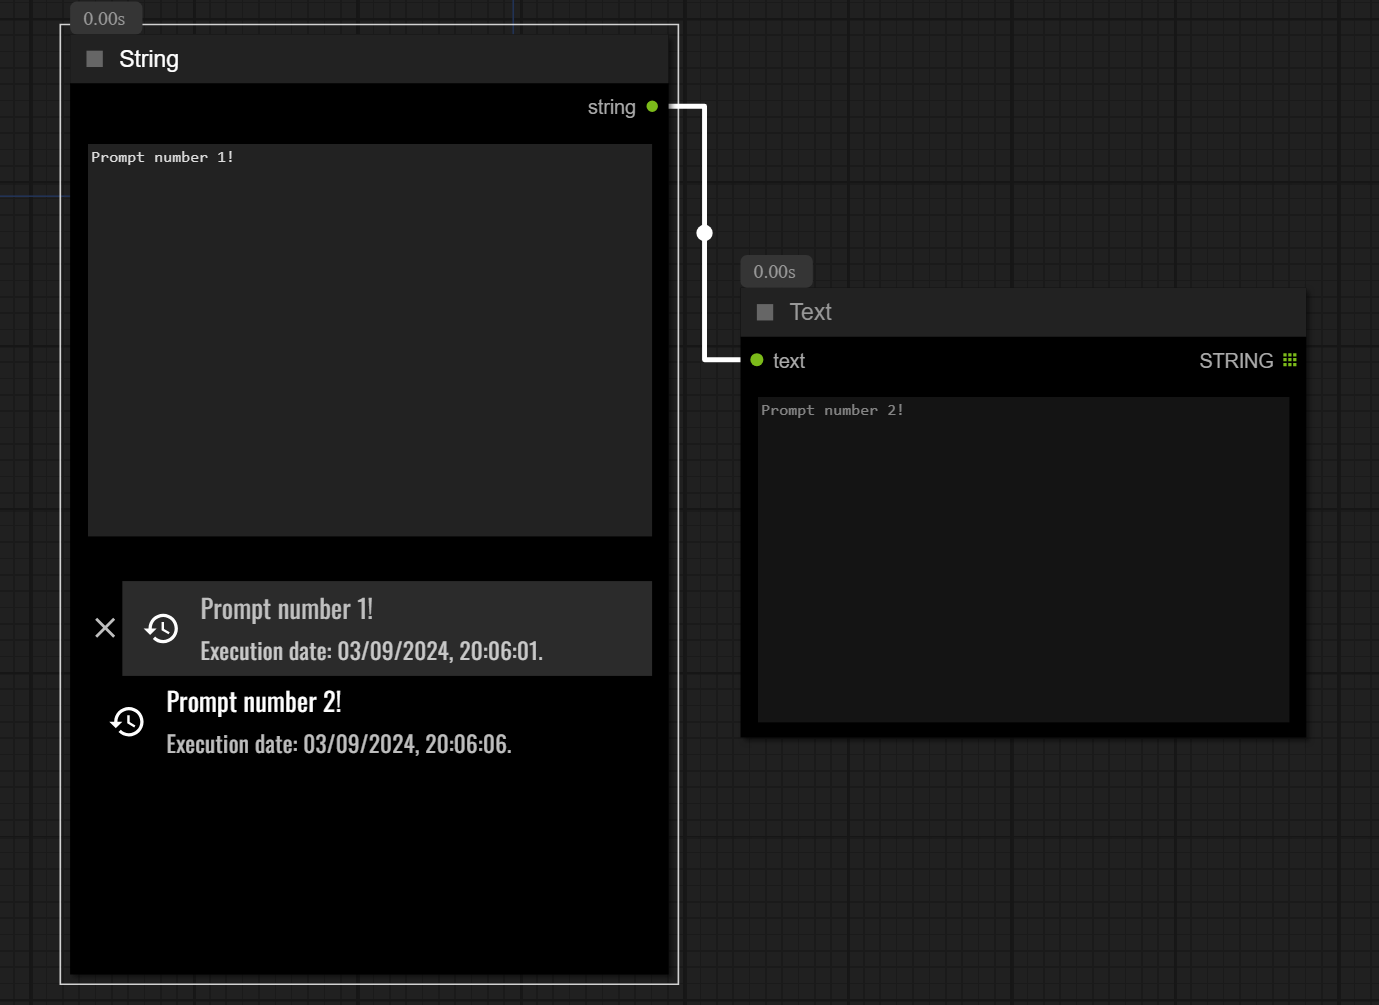 0.00s
String
string
Prompt number 1!
0.00s
Text
text
STRING
Prompt number 2!
Prompt number 1!
Execution date: 03/09/2024, 20:06:01.
Prompt number 2!
Execution date: 03/09/2024, 20:06:06.